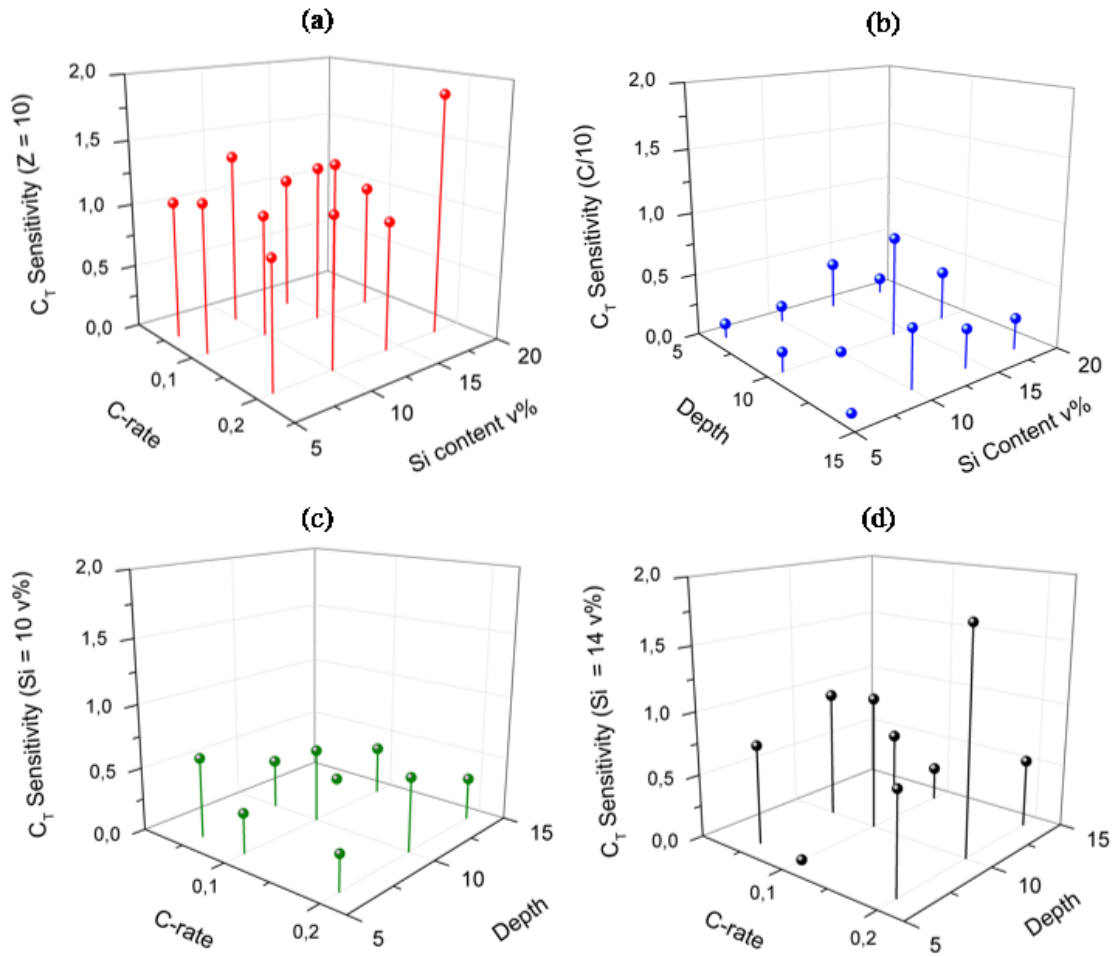 (a)
2,0
1,5
1,0
0,5
0,0
C_T Sensitivity (Z = 10)
0,1
0,2
C-rate
5
10
15
20
Si content v%
(b)
2,0
1,5
1,0
0,5
0,0
C_T Sensitivity (C/10)
5
10
15
Depth
5
10
15
20
Si Content v%
(c)
2,0
1,5
1,0
0,5
0,0
C_T Sensitivity (Si = 10 v%)
0,1
0,2
C-rate
5
10
15
Depth
(d)
2,0
1,5
1,0
0,5
0,0
C_T Sensitivity (Si = 14 v%)
0,1
0,2
C-rate
5
10
15
Depth